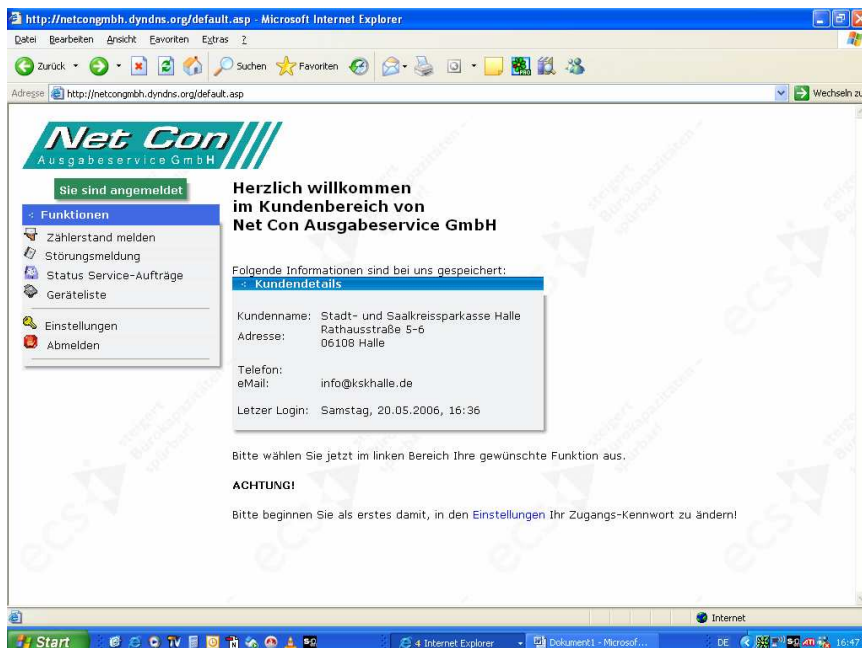 http://netcongmbh.dyndns.org/default.asp - Microsoft Internet Explorer
Datei Bearbeiten Ansicht Favoriten Extras ?
Zurück Suchen Favoriten
Adresse http://netcongmbh.dyndns.org/default.asp Wechseln zu
Net Con
Ausgabeservice GmbH
Sie sind angemeldet
Funktionen
Zählerstand melden
Störungsmeldung
Status Service-Aufträge
Geräteliste
Einstellungen
Abmelden
Herzlich willkommen
im Kundenbereich von
Net Con Ausgabeservice GmbH
Folgende Informationen sind bei uns gespeichert:
Kundendetails
Kundenname: Stadt- und Saalkreissparkasse Halle
Adresse: Rathausstraße 5-6
06108 Halle
Telefon:
eMail: info@kskhalle.de
Letzer Login: Samstag, 20.05.2006, 16:36
Bitte wählen Sie jetzt im linken Bereich Ihre gewünschte Funktion aus.
ACHTUNG!
Bitte beginnen Sie als erstes damit, in den Einstellungen Ihr Zugangs-Kennwort zu ändern!
ecs steigert Bürokapazitäten spürbar!
Internet
Start 4 Internet Explorer Dokument1 - Microsof... DE 16:47